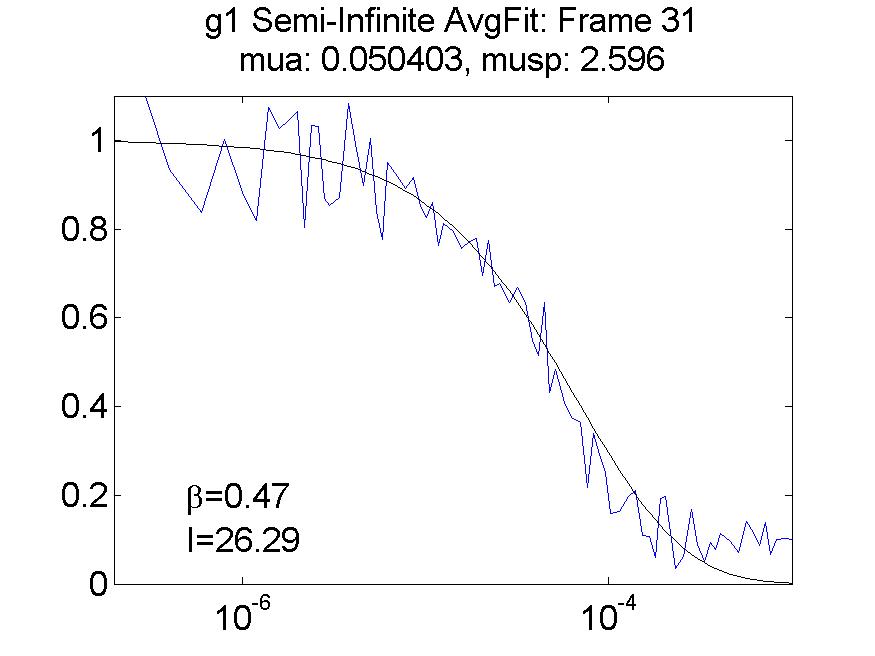 g1 Semi-Infinite AvgFit: Frame 31
mua: 0.050403, musp: 2.596
1
0.8
0.6
0.4
0.2
0
β=0.47
I=26.29
10^-6
10^-4